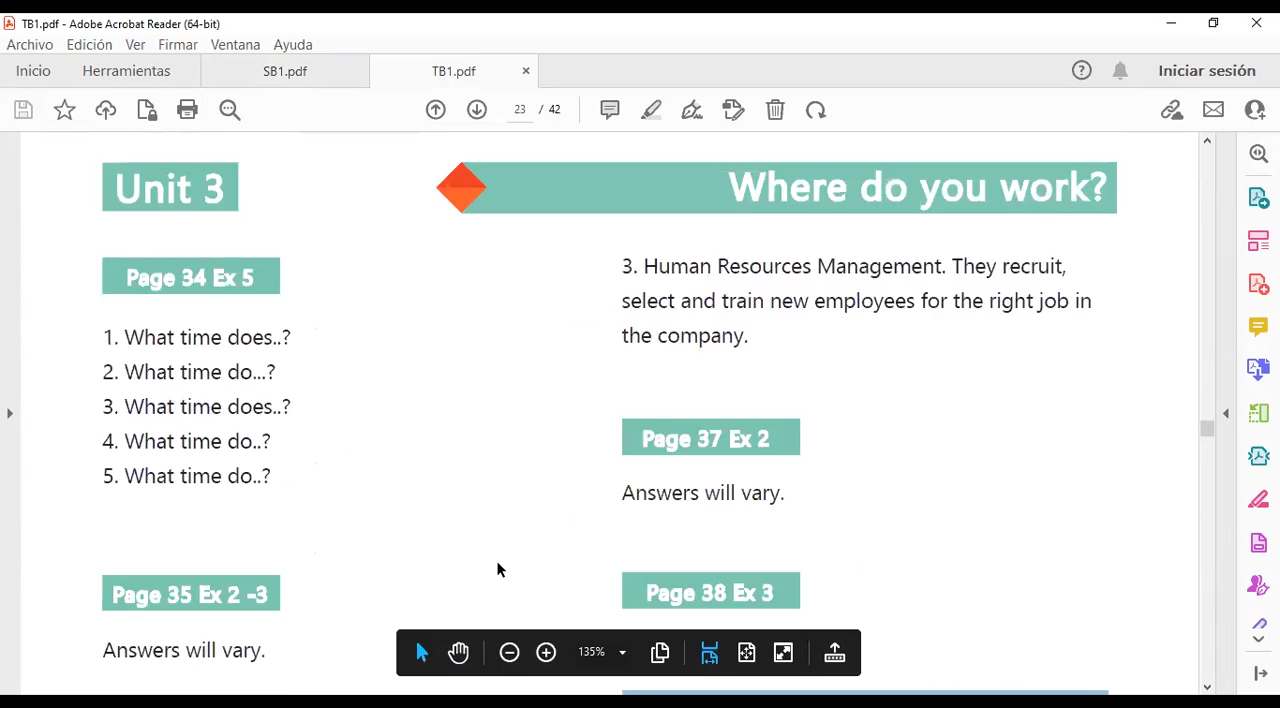 TB1.pdf - Adobe Acrobat Reader (64-bit)
Archivo Edición Ver Firmar Ventana Ayuda
Inicio Herramientas SB1.pdf TB1.pdf Iniciar sesión
23 / 42
Unit 3
Where do you work?
Page 34 Ex 5
1. What time does..?
2. What time do...?
3. What time does..?
4. What time do..?
5. What time do..?
Page 35 Ex 2 -3
Answers will vary.
3. Human Resources Management. They recruit,
select and train new employees for the right job in
the company.
Page 37 Ex 2
Answers will vary.
Page 38 Ex 3
135%